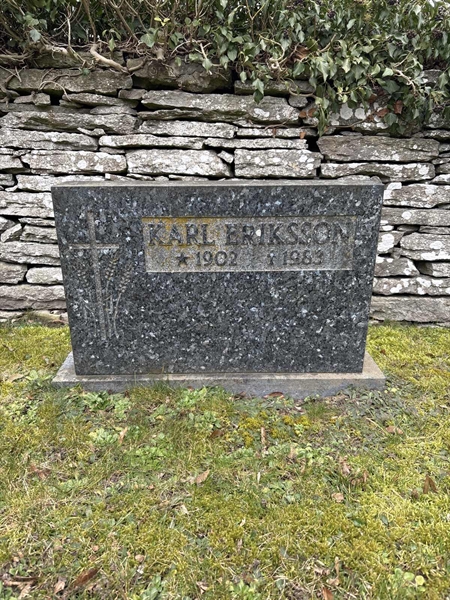 KARL ERIKSSON
★ 1902 † 1983